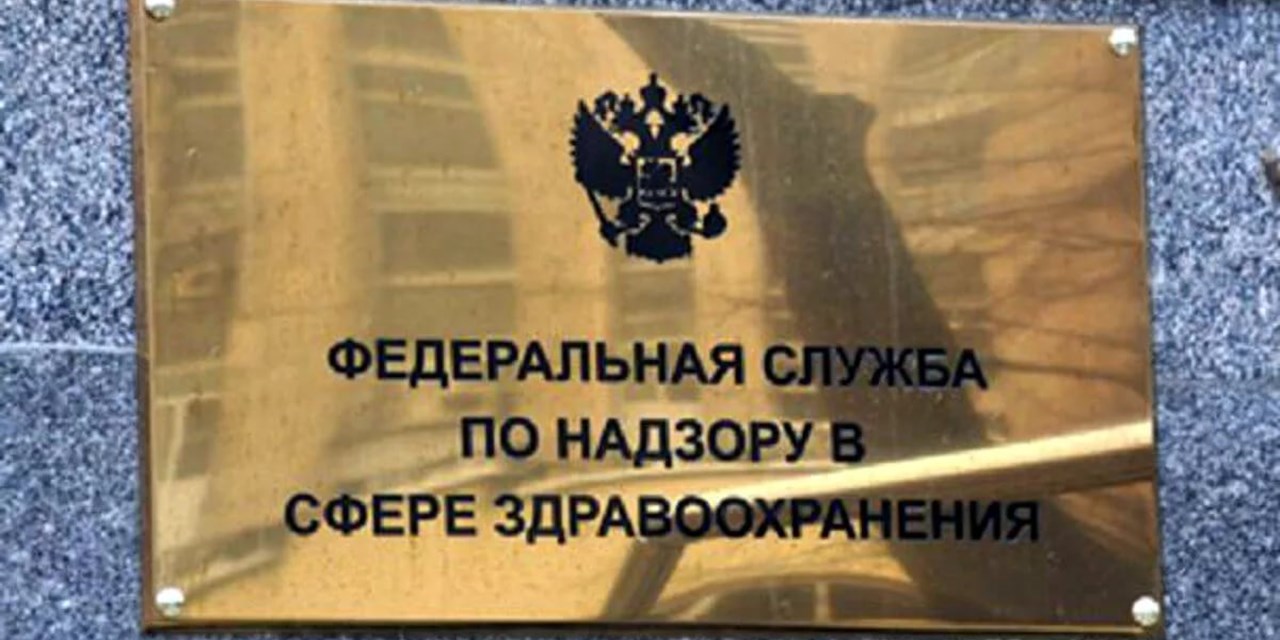 ФЕДЕРАЛЬНАЯ СЛУЖБА
ПО НАДЗОРУ В
СФЕРЕ ЗДРАВООХРАНЕНИЯ